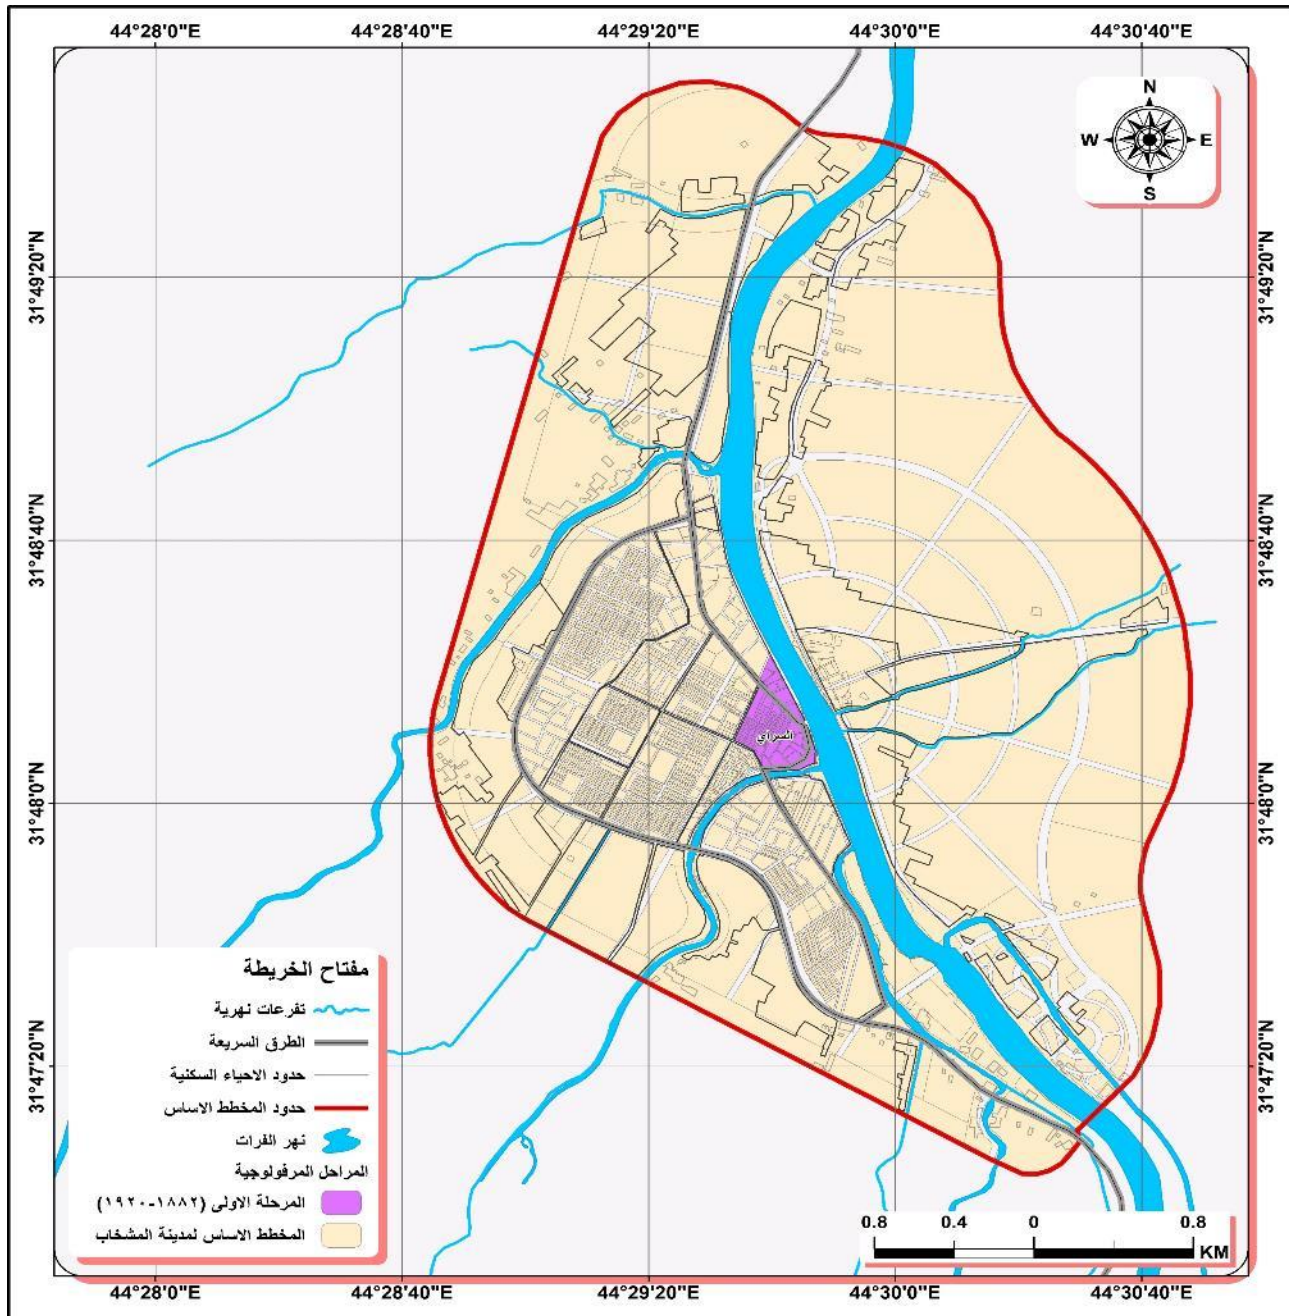 44°28'0"E 44°28'40"E 44°29'20"E 44°30'0"E 44°30'40"E
N
W E
S
31°49'20"N 31°49'20"N
31°48'40"N 31°48'40"N
السراي
31°48'0"N 31°48'0"N
31°47'20"N 31°47'20"N
مفتاح الخريطة
تفرعات نهرية
الطرق السريعة
حدود الاحياء السكنية
حدود المخطط الاساس
نهر الفرات
المراحل المرفولوجية
المرحلة الاولى (١٨٨٢-١٩٢٠)
المخطط الاساس لمدينة المشخاب
0.8 0.4 0 0.8
KM
44°28'0"E 44°28'40"E 44°29'20"E 44°30'0"E 44°30'40"E